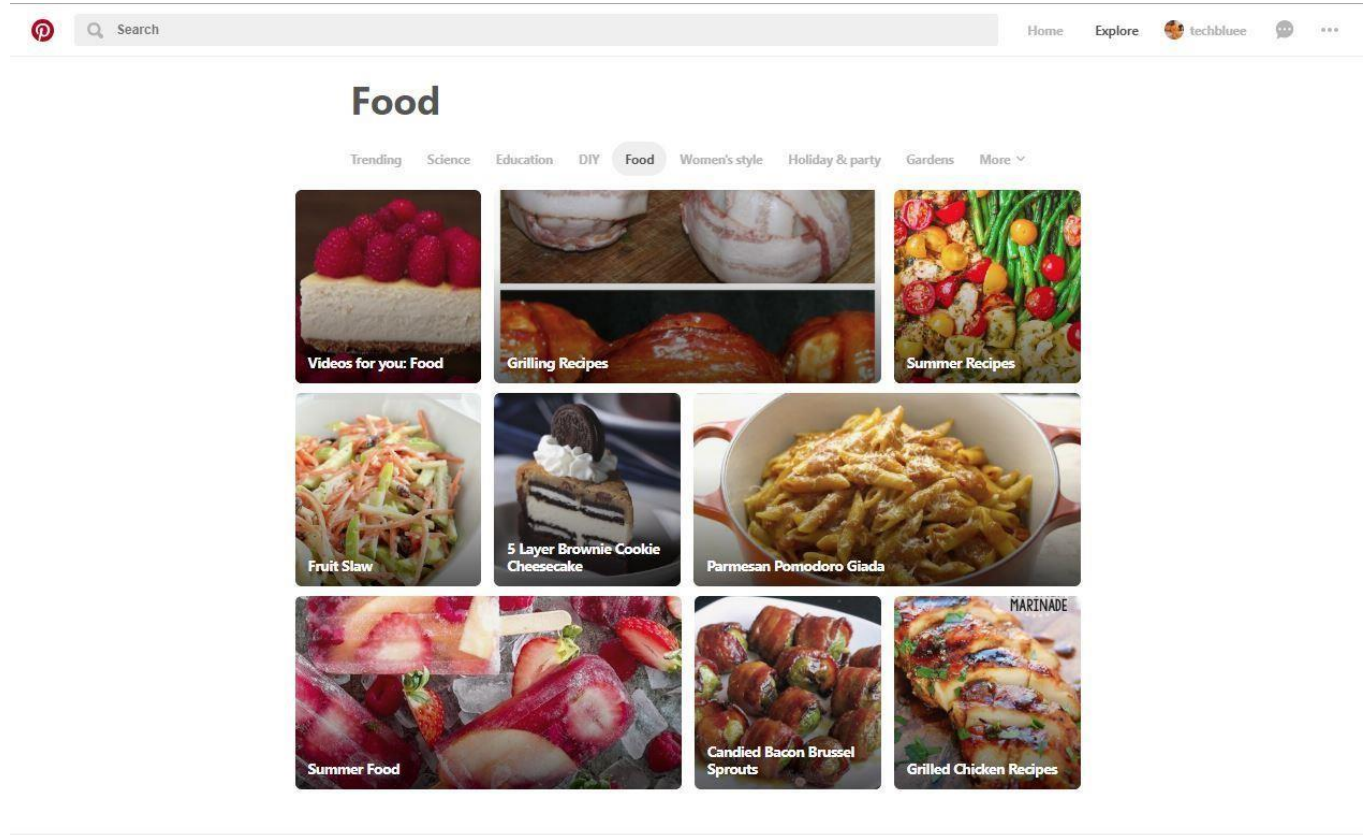 Search
Home Explore techbluee
Food
Trending Science Education DIY Food Women's style Holiday & party Gardens More
Videos for you: Food
Grilling Recipes
Summer Recipes
Fruit Slaw
5 Layer Brownie Cookie
Cheesecake
Parmesan Pomodoro Giada
Summer Food
Candied Bacon Brussel
Sprouts
MARINADE
Grilled Chicken Recipes